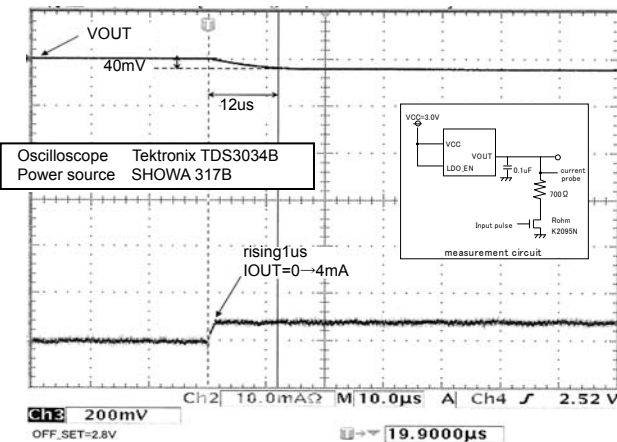 VOUT
40mV
12us
Oscilloscope Tektronix TDS3034B
Power source SHOWA 317B
VCC=3.0V
VCC
VOUT
LDO_EN
0.1uF
current
probe
700Ω
Input pulse
Rohm
K2095N
measurement circuit
rising1us
IOUT=0→4mA
Ch2 10.0mAΩ M 10.0µs A Ch4 2.52 V
Ch3 200mV
OFF_SET=2.8V
19.9000µs